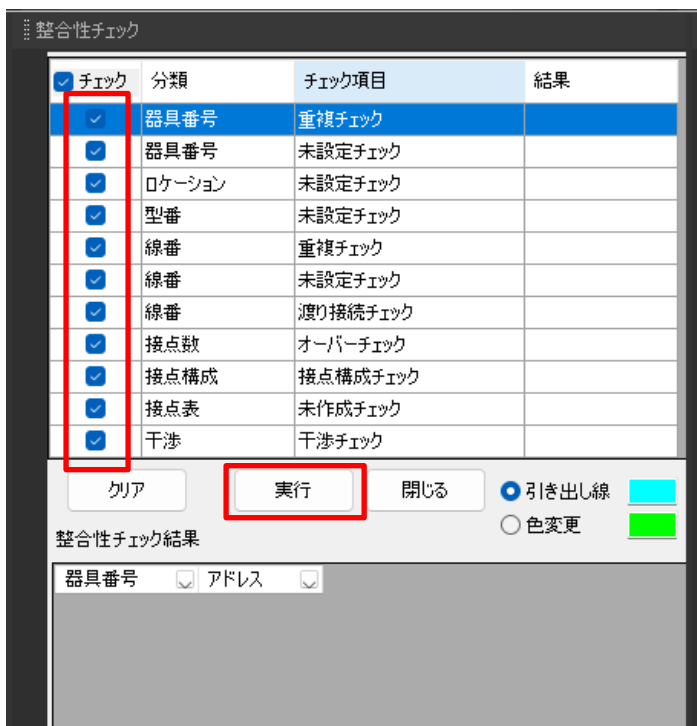 整合性チェック
チェック 分類 チェック項目 結果
器具番号 重複チェック
器具番号 未設定チェック
ロケーション 未設定チェック
型番 未設定チェック
線番 重複チェック
線番 未設定チェック
線番 渡り接続チェック
接点数 オーバーチェック
接点構成 接点構成チェック
接点表 未作成チェック
干渉 干渉チェック
クリア 実行 閉じる 引き出し線
色変更
整合性チェック結果
器具番号 アドレス